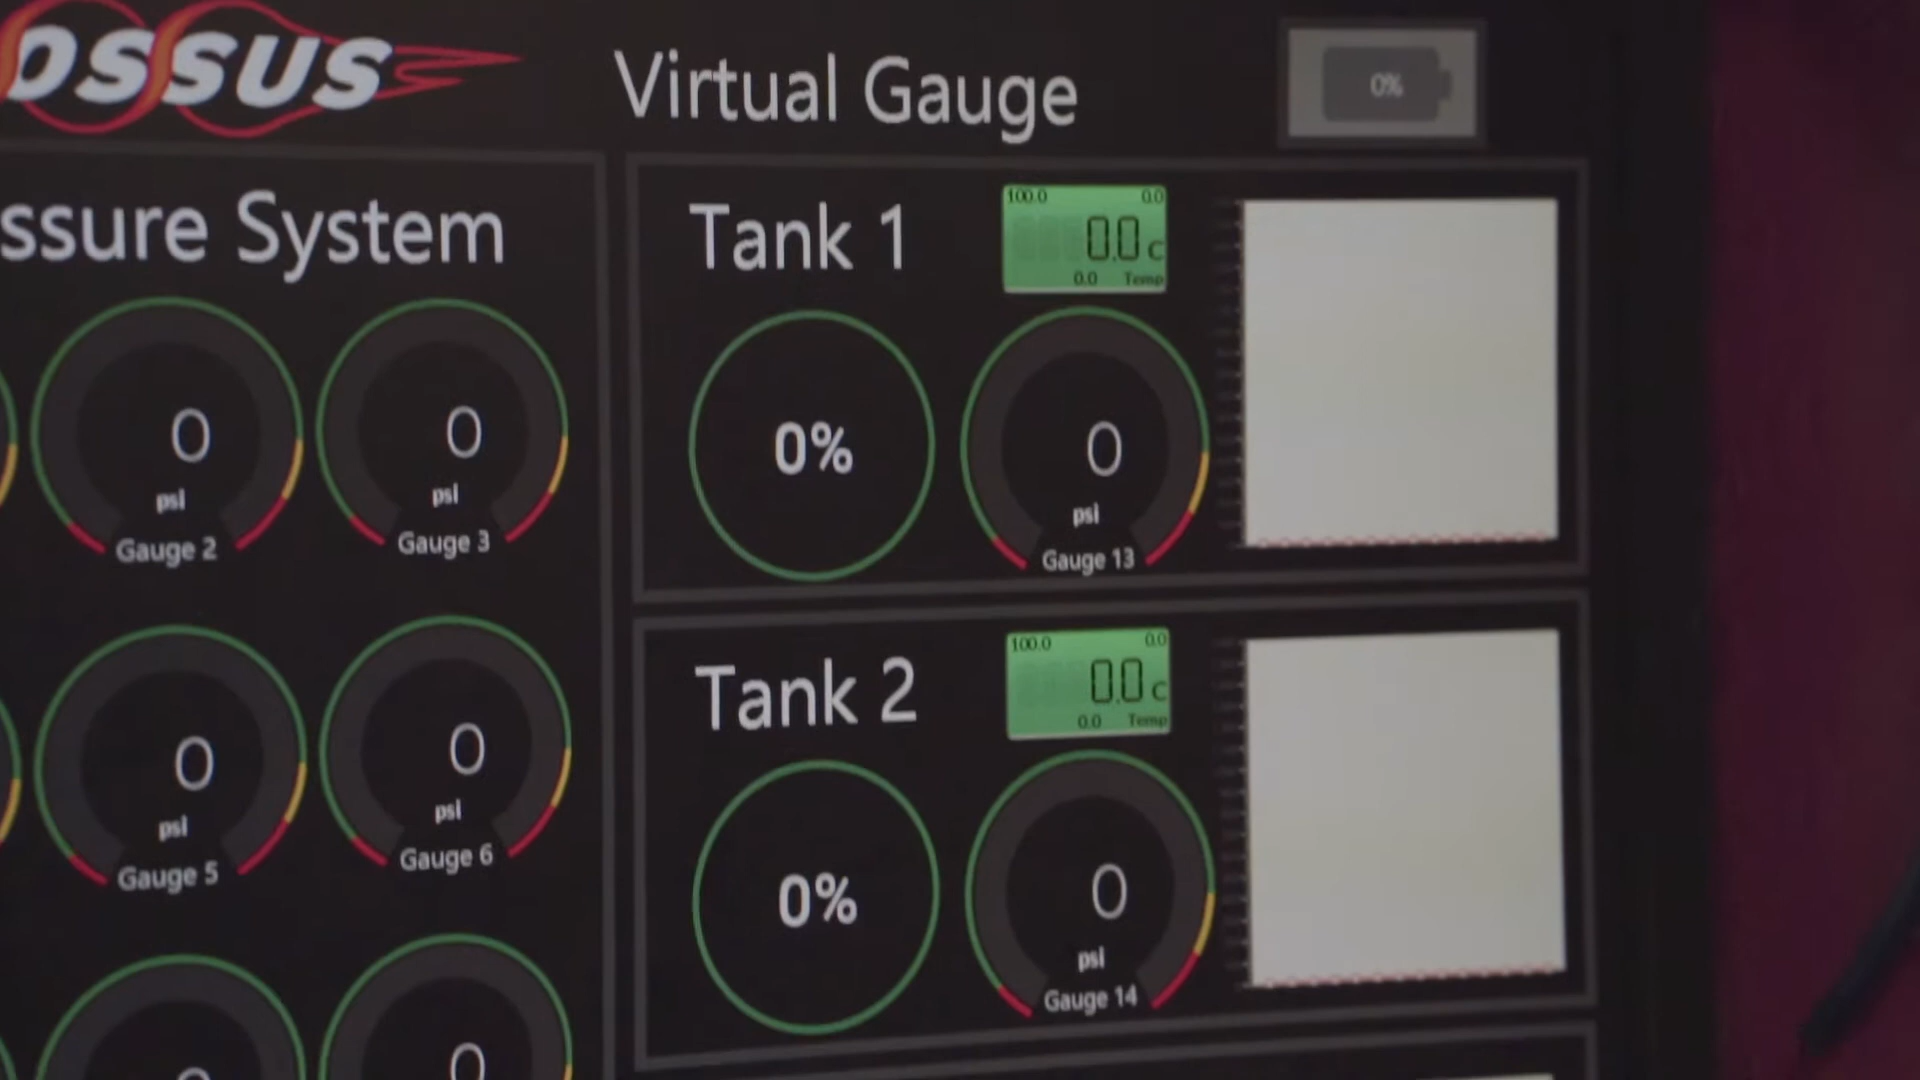 OSSUS
Virtual Gauge
0%
ssure System
0
psi
Gauge 2
0
psi
Gauge 3
0
psi
Gauge 5
0
psi
Gauge 6
Tank 1
100.0 0.0
0.0 C
0.0 Temp
0%
0
psi
Gauge 13
Tank 2
100.0 0.0
0.0 C
0.0 Temp
0%
0
psi
Gauge 14